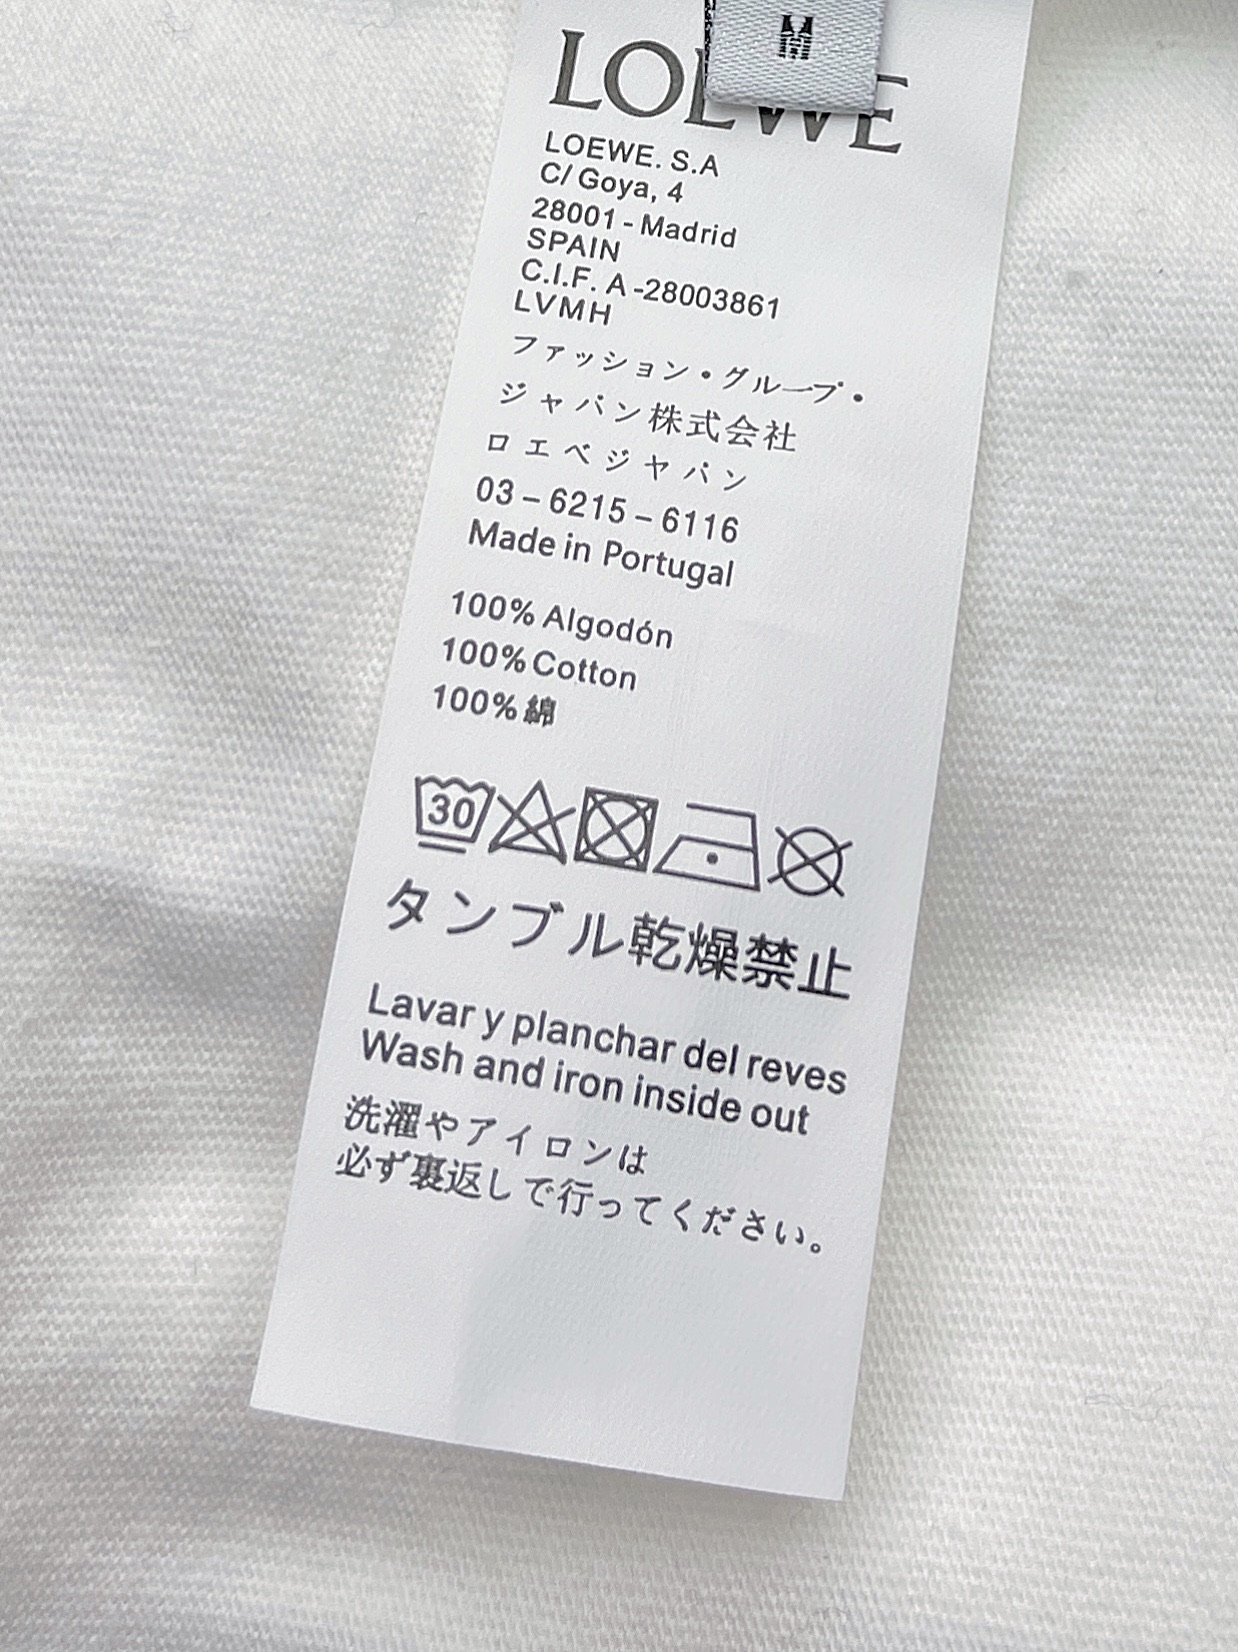 M
LOEWE
LOEWE. S.A
C/ Goya, 4
28001 - Madrid
SPAIN
C.I.F. A -28003861
LVMH
ファッション・グループ・
ジャパン株式会社
ロエベジャパン
03 – 6215 – 6116
Made in Portugal
100% Algodón
100% Cotton
100% 綿
30
タンブル乾燥禁止
Lavar y planchar del reves
Wash and iron inside out
洗濯やアイロンは
必ず裏返しで行ってください。